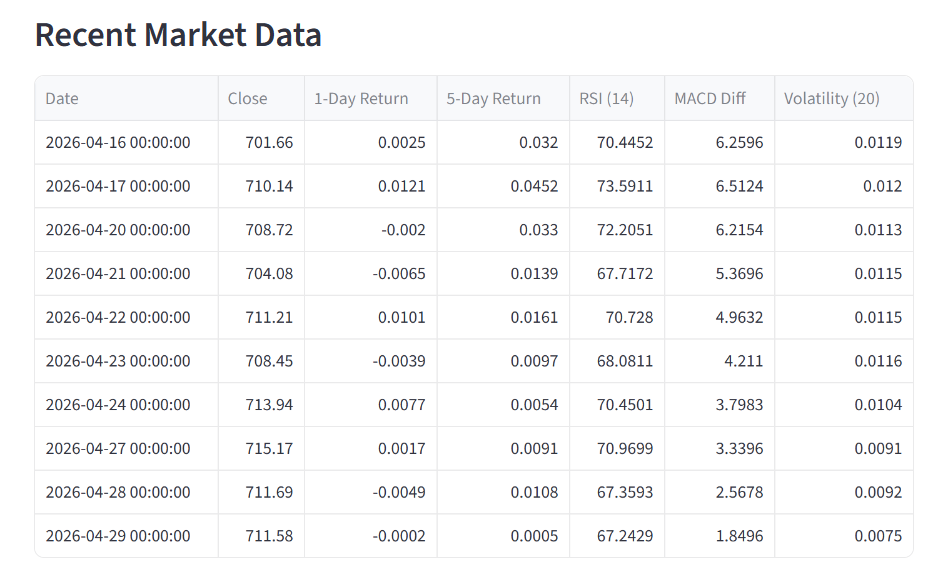 Recent Market Data
Date Close 1-Day Return 5-Day Return RSI (14) MACD Diff Volatility (20)
2026-04-16 00:00:00 701.66 0.0025 0.032 70.4452 6.2596 0.0119
2026-04-17 00:00:00 710.14 0.0121 0.0452 73.5911 6.5124 0.012
2026-04-20 00:00:00 708.72 -0.002 0.033 72.2051 6.2154 0.0113
2026-04-21 00:00:00 704.08 -0.0065 0.0139 67.7172 5.3696 0.0115
2026-04-22 00:00:00 711.21 0.0101 0.0161 70.728 4.9632 0.0115
2026-04-23 00:00:00 708.45 -0.0039 0.0097 68.0811 4.211 0.0116
2026-04-24 00:00:00 713.94 0.0077 0.0054 70.4501 3.7983 0.0104
2026-04-27 00:00:00 715.17 0.0017 0.0091 70.9699 3.3396 0.0091
2026-04-28 00:00:00 711.69 -0.0049 0.0108 67.3593 2.5678 0.0092
2026-04-29 00:00:00 711.58 -0.0002 0.0005 67.2429 1.8496 0.0075